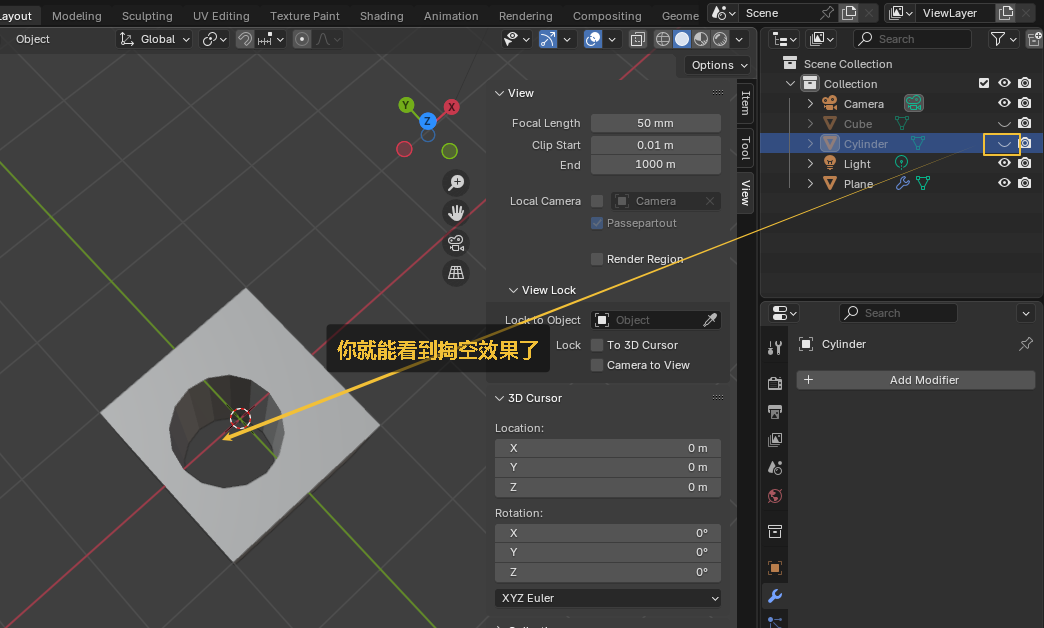 Layout Modeling Sculpting UV Editing Texture Paint Shading Animation Rendering Compositing Geome
Scene
ViewLayer
Object
Global
Search
Options
Scene Collection
Collection
Camera
Cube
Cylinder
Light
Plane
X
Y
Z
Item
Tool
View
View
Focal Length 50 mm
Clip Start 0.01 m
End 1000 m
Local Camera Camera
Passepartout
Render Region
View Lock
Lock to Object Object
Lock To 3D Cursor
Camera to View
你就能看到掏空效果了
3D Cursor
Location:
X 0 m
Y 0 m
Z 0 m
Rotation:
X 0°
Y 0°
Z 0°
XYZ Euler
Search
Cylinder
+ Add Modifier